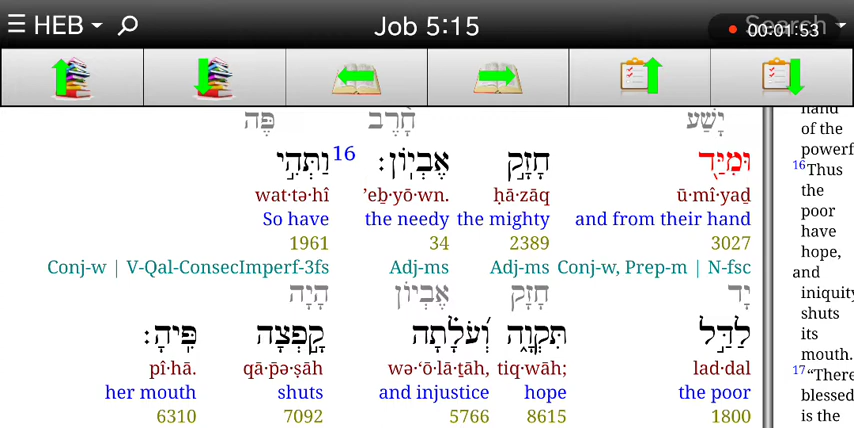 ☰ HEB Job 5:15 Search 00:01:53
יָשַׁע חֶרֶב פֶּה
וּמִיַּ֖ד חָזָ֣ק אֶבְיֽוֹן׃ 16 וַתְּהִ֣י
ū·mî·yaḏ ḥā·zāq ’eḇ·yō·wn. wat·tə·hî
and from their hand the mighty the needy So have
3027 2389 34 1961
Conj-w, Prep-m | N-fsc Adj-ms Adj-ms Conj-w | V-Qal-ConsecImperf-3fs
יָד חָזָק אֶבְיוֹן הָיָה
לַדַּ֣ל תִּקְוָ֑ה וְ֝עֹלָ֗תָה קָ֣פְצָה פִּֽיהָ׃
lad·dal tiq·wāh; wə·‘ō·lā·ṯāh, qā·p̄ə·ṣāh pî·hā.
the poor hope and injustice shuts her mouth
1800 8615 5766 7092 6310
hand
of the
powerf
16 Thus
the
poor
have
hope,
and
iniquity
shuts
its
mouth.
17 “There
blessed
is the